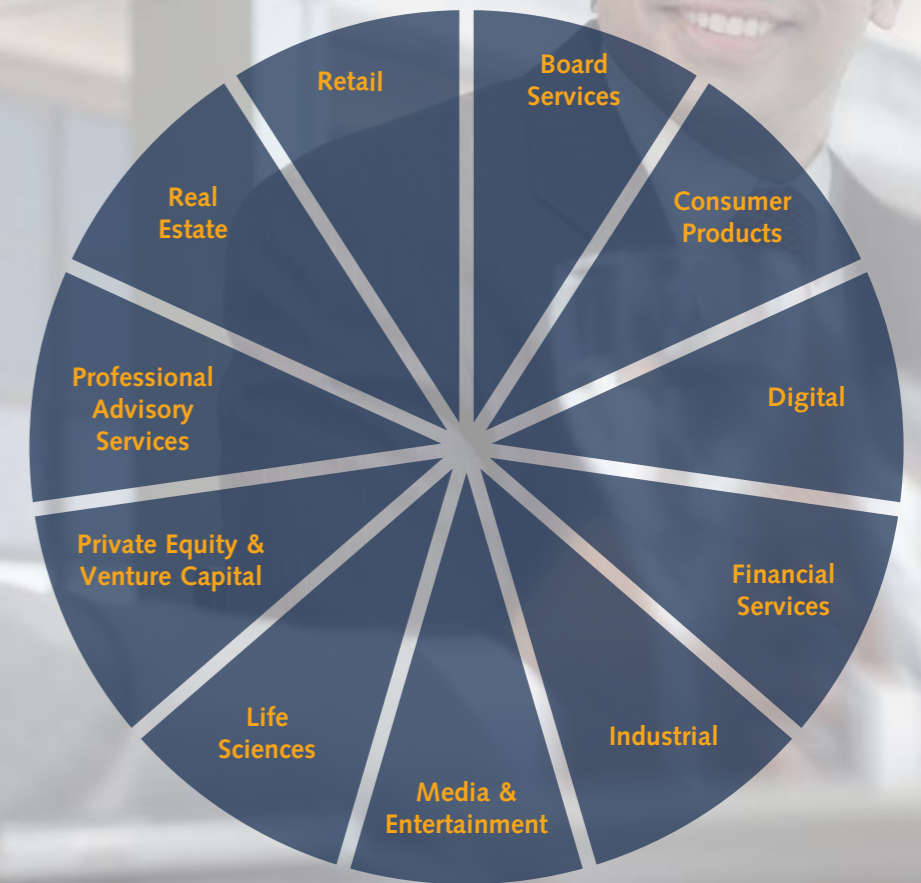 Board
Services
Consumer
Products
Digital
Financial
Services
Industrial
Media &
Entertainment
Life
Sciences
Private Equity &
Venture Capital
Professional
Advisory
Services
Real
Estate
Retail